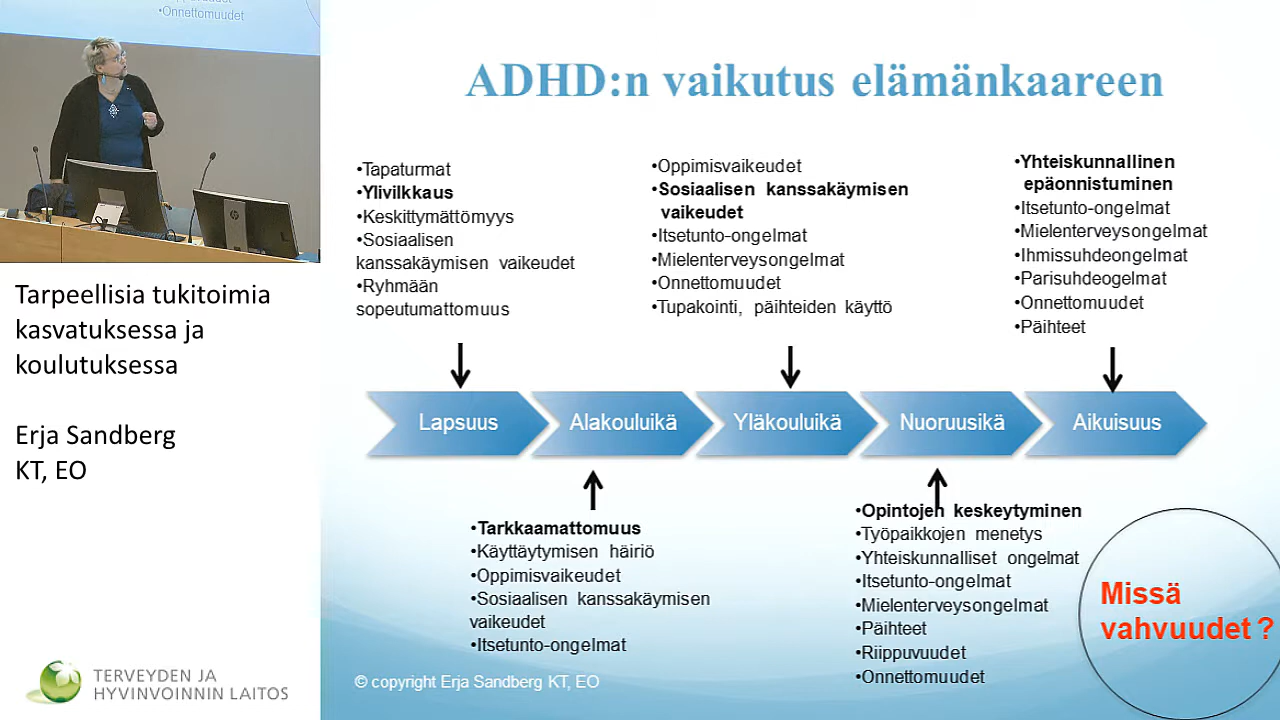 •Onnettomuudet
Tarpeellisia tukitoimia
kasvatuksessa ja
koulutuksessa
Erja Sandberg
KT, EO
TERVEYDEN JA
HYVINVOINNIN LAITOS
ADHD:n vaikutus elämänkaareen
•Tapaturmat
•Ylivilkkaus
•Keskittymättömyys
•Sosiaalisen
kanssakäymisen vaikeudet
•Ryhmään
sopeutumattomuus
•Oppimisvaikeudet
•Sosiaalisen kanssakäymisen
vaikeudet
•Itsetunto-ongelmat
•Mielenterveysongelmat
•Onnettomuudet
•Tupakointi, päihteiden käyttö
•Yhteiskunnallinen
epäonnistuminen
•Itsetunto-ongelmat
•Mielenterveysongelmat
•Ihmissuhdeongelmat
•Parisuhdeogelmat
•Onnettomuudet
•Päihteet
Lapsuus
Alakouluikä
Yläkouluikä
Nuoruusikä
Aikuisuus
•Tarkkaamattomuus
•Käyttäytymisen häiriö
•Oppimisvaikeudet
•Sosiaalisen kanssakäymisen
vaikeudet
•Itsetunto-ongelmat
•Opintojen keskeytyminen
•Työpaikkojen menetys
•Yhteiskunnalliset ongelmat
•Itsetunto-ongelmat
•Mielenterveysongelmat
•Päihteet
•Riippuvuudet
•Onnettomuudet
Missä
vahvuudet ?
© copyright Erja Sandberg KT, EO